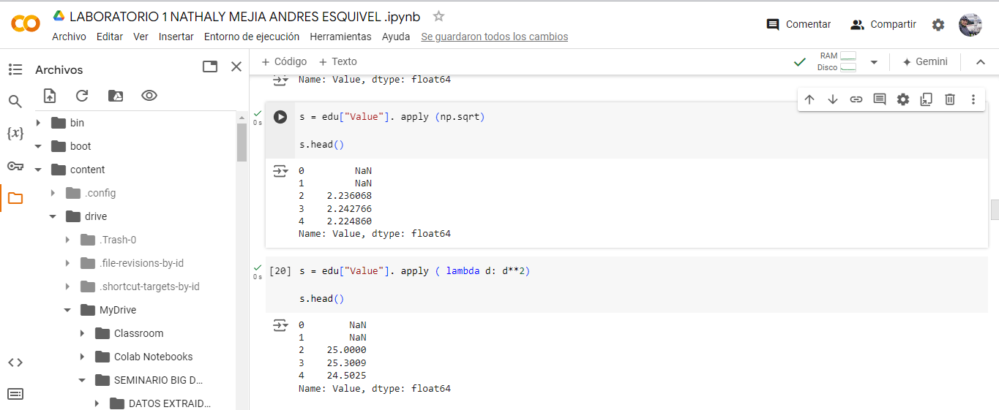 LABORATORIO 1 NATHALY MEJIA ANDRES ESQUIVEL .ipynb
Archivo Editar Ver Insertar Entorno de ejecución Herramientas Ayuda Se guardaron todos los cambios
Comentar Compartir
Archivos
+ Código + Texto
RAM
Disco
Gemini
bin
boot
content
.config
drive
.Trash-0
.file-revisions-by-id
.shortcut-targets-by-id
MyDrive
Classroom
Colab Notebooks
SEMINARIO BIG D...
DATOS EXTRAID...
{x}
Name: Value, dtype: float64
0 s
s = edu["Value"]. apply (np.sqrt)
s.head()
0 NaN
1 NaN
2 2.236068
3 2.242766
4 2.224860
Name: Value, dtype: float64
0 s
[20] s = edu["Value"]. apply ( lambda d: d**2)
s.head()
0 NaN
1 NaN
2 25.0000
3 25.3009
4 24.5025
Name: Value, dtype: float64